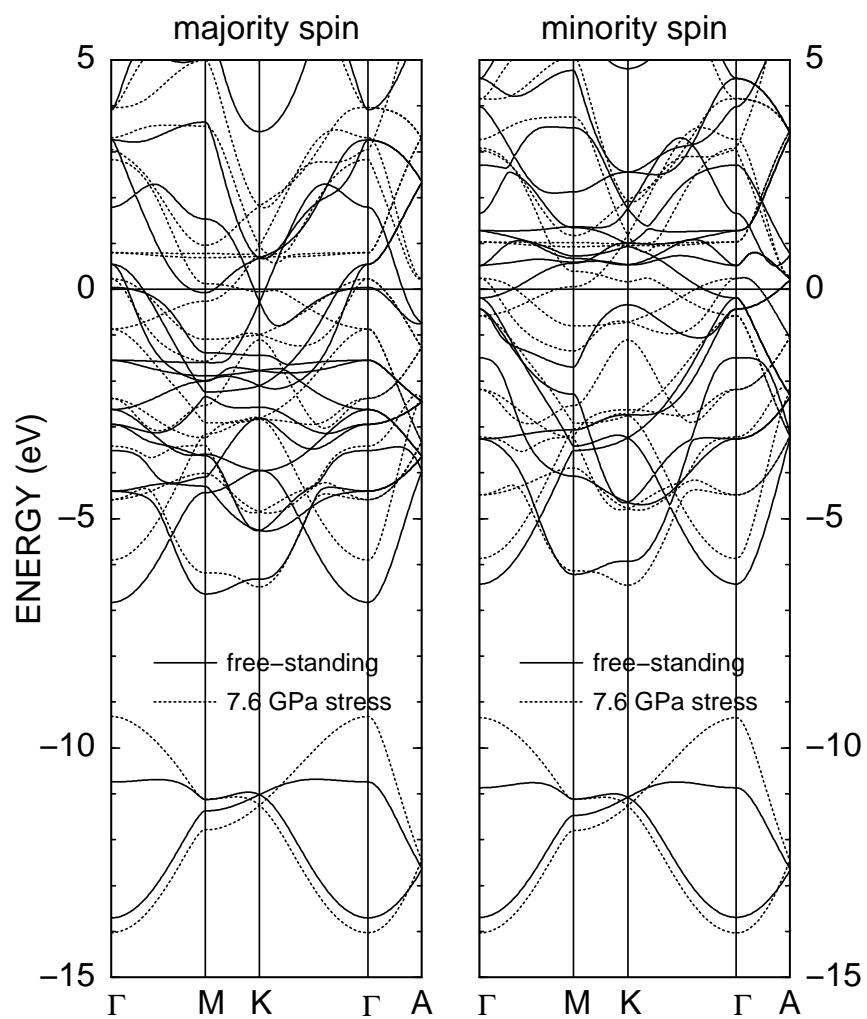 majority spin
minority spin
5
5
0
0
ENERGY (eV)
−5
−5
free−standing
free−standing
7.6 GPa stress
7.6 GPa stress
−10
−10
−15
−15
Γ M K Γ A
Γ M K Γ A